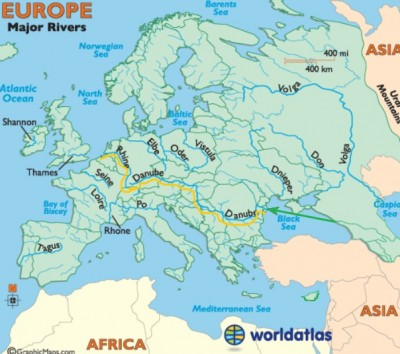 EUROPE
Major Rivers
Barents
Sea
Norwegian
Sea
400 mi
400 km
ASIA
Atlantic
Ocean
North
Sea
Baltic
Sea
Volga
Ural
Mountains
Shannon
Thames
Rhine
Elbe
Oder
Vistula
Don
Volga
Dnieper
Seine
Danube
Loire
Bay of
Biscay
Po
Danube
Caspian
Sea
Black
Sea
Rhone
Tagus
N
Mediterranean Sea
ASIA
AFRICA
worldatlas
©GraphicMaps.com